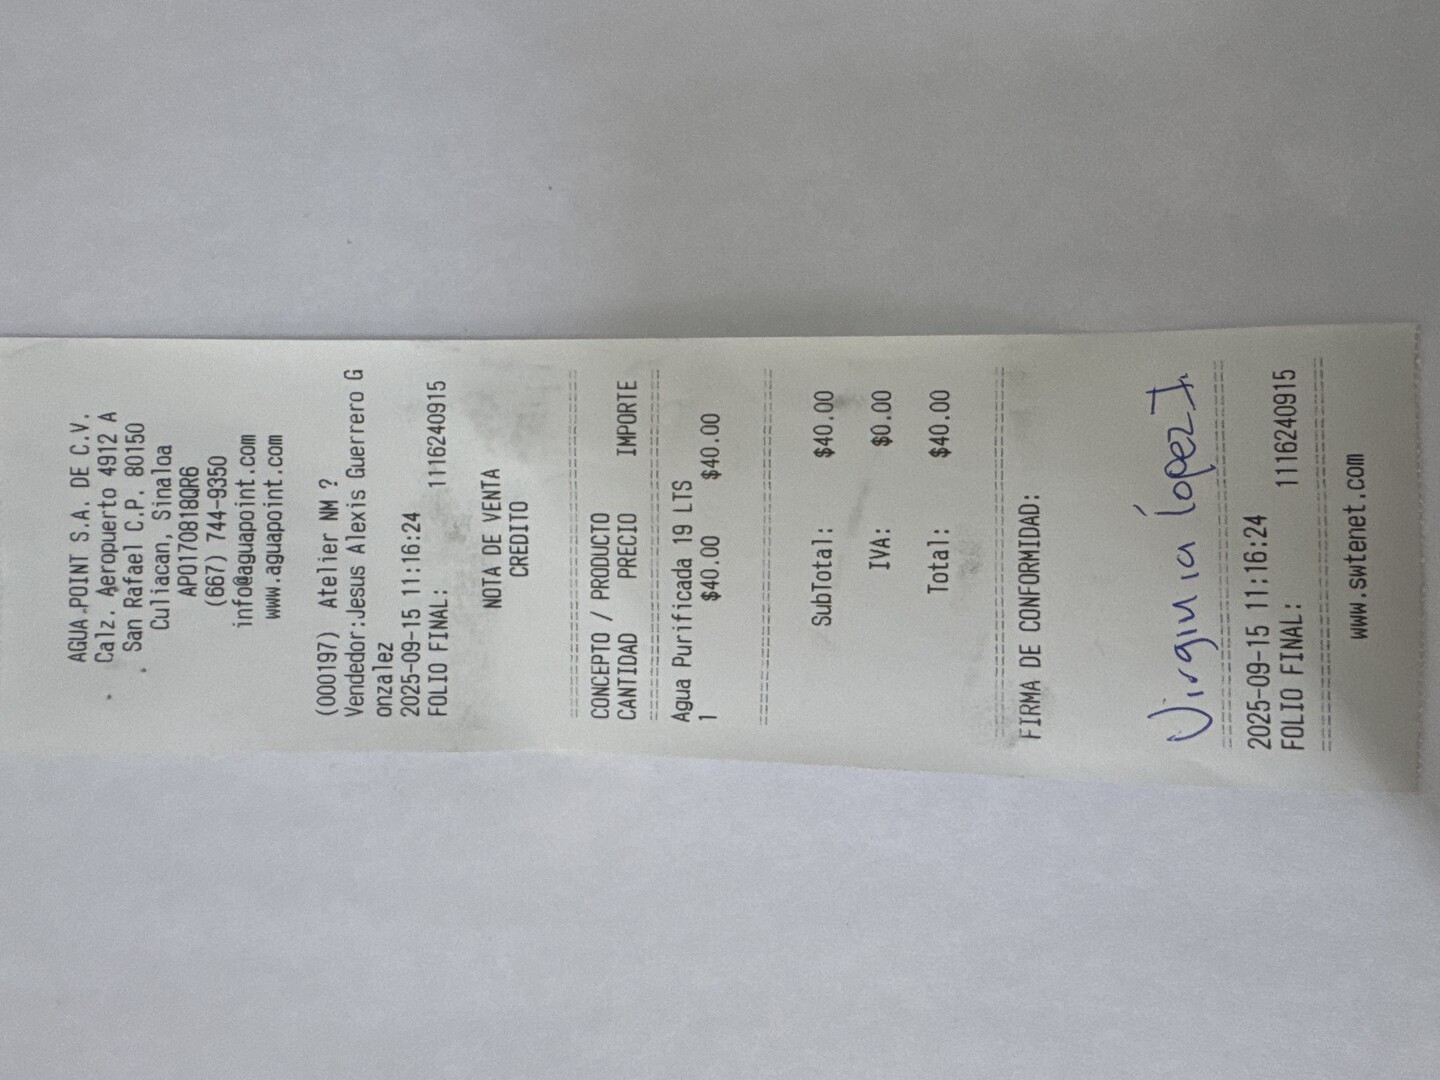 AGUA POINT S.A. DE C.V.
Calz. Aeropuerto 4912 A
San Rafael C.P. 80150
Culiacan, Sinaloa
APO170818QR6
(667) 744-9350
info@aguapoint.com
www.aguapoint.com
(000197) Atelier NM ?
Vendedor:Jesus Alexis Guerrero G
onzalez
2025-09-15 11:16:24
FOLIO FINAL: 1116240915
NOTA DE VENTA
CREDITO
================================
CONCEPTO / PRODUCTO
CANTIDAD PRECIO IMPORTE
================================
Agua Purificada 19 LTS
1 $40.00 $40.00
================================
SubTotal: $40.00
IVA: $0.00
Total: $40.00
================================
FIRMA DE CONFORMIDAD:
Virginia lopez I.
================================
2025-09-15 11:16:24
FOLIO FINAL: 1116240915
================================
www.swtenet.com